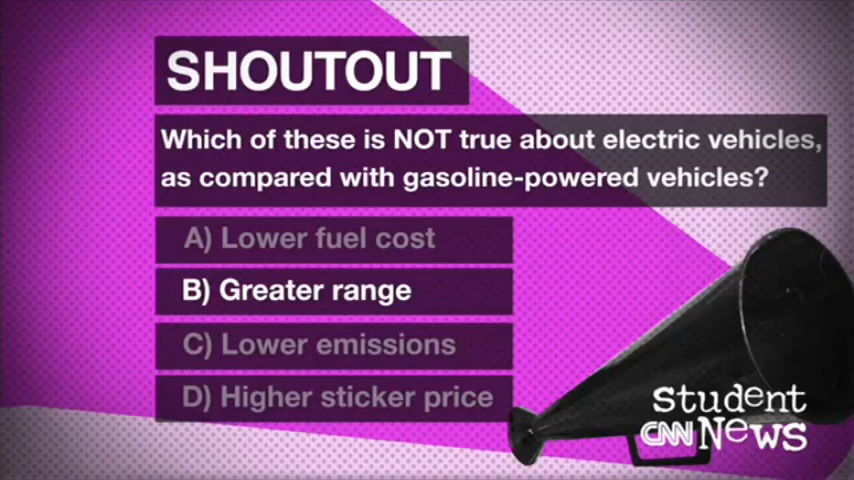 SHOUTOUT
Which of these is NOT true about electric vehicles,
as compared with gasoline-powered vehicles?
A) Lower fuel cost
B) Greater range
C) Lower emissions
D) Higher sticker price
Student
CNN News